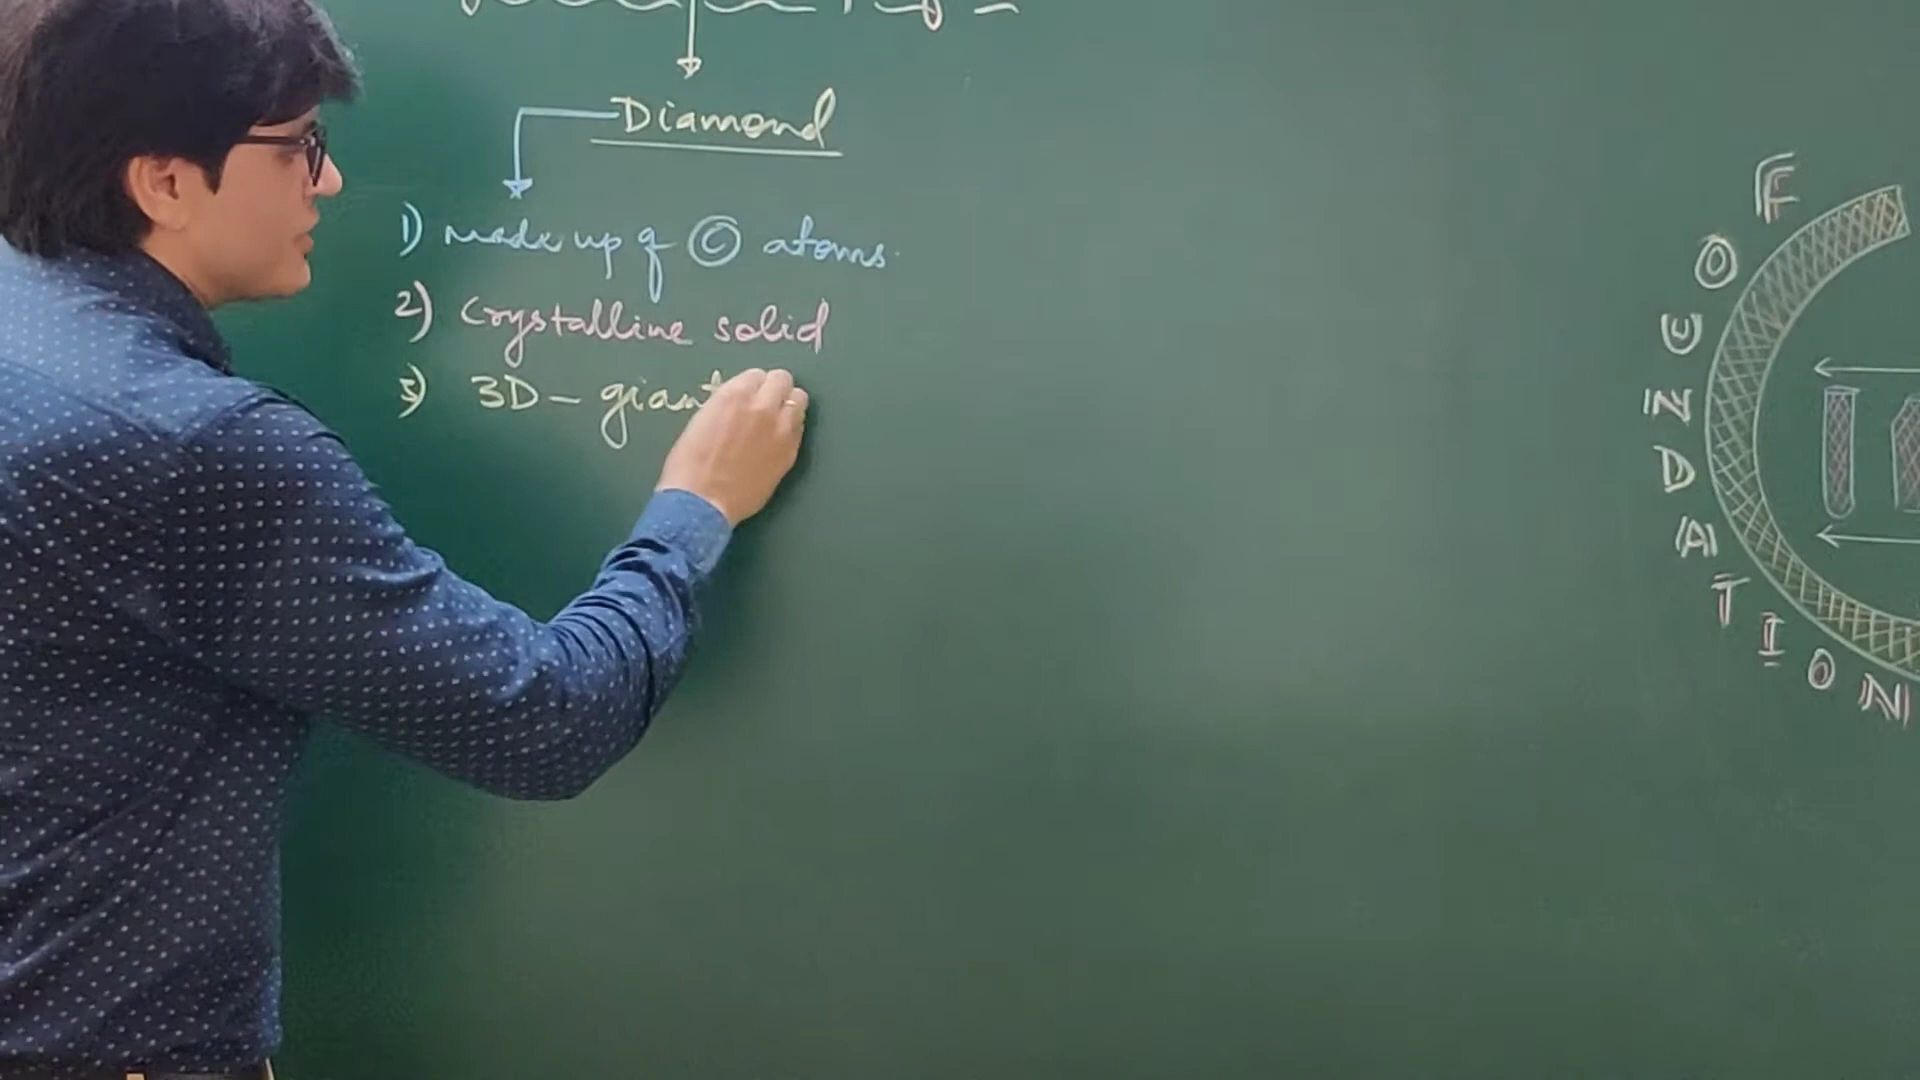 Diamond
1) made up of © atoms.
2) Crystalline solid
3) 3D - giant
FOUNDATION